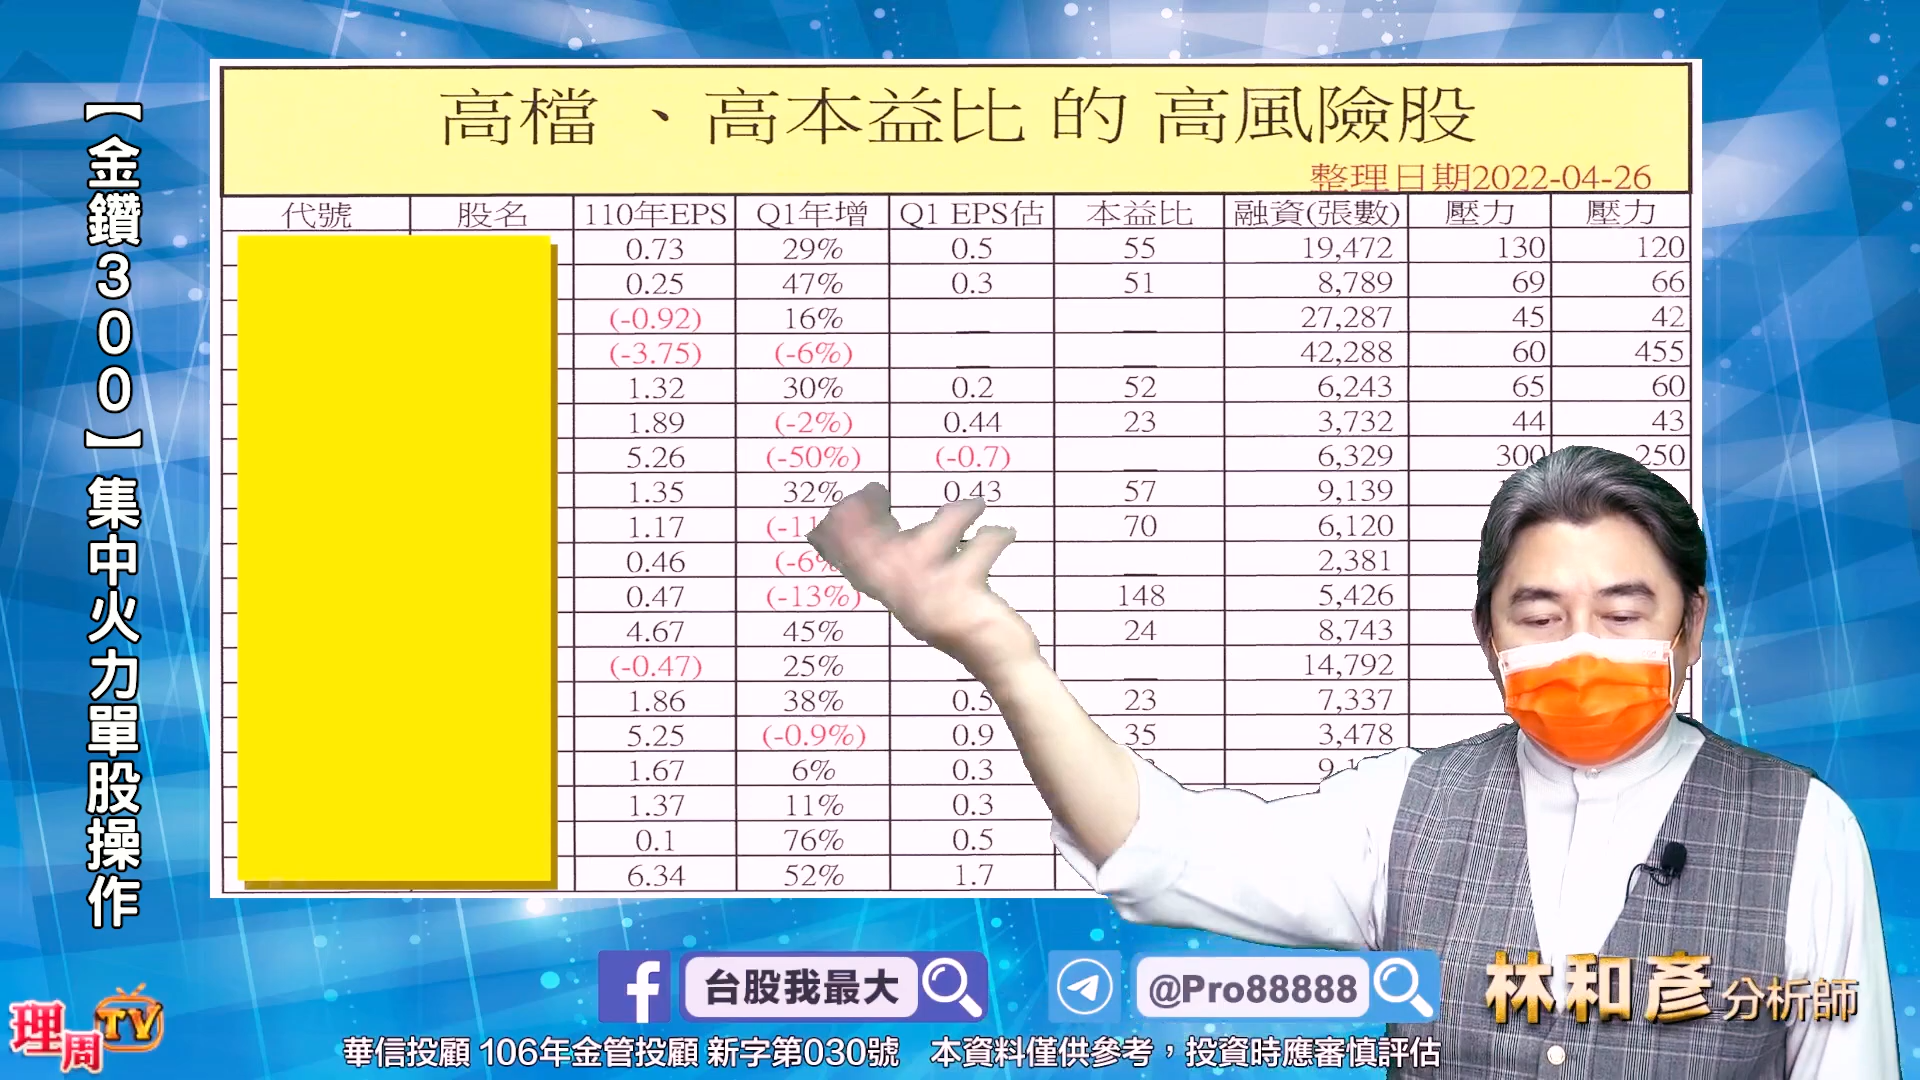 【金鑽300】集中火力單股操作
高檔、高本益比的高風險股
整理日期2022-04-26
代號 股名 110年EPS Q1年增 Q1 EPS估 本益比 融資(張數) 壓力 壓力
0.73 29% 0.5 55 19,472 130 120
0.25 47% 0.3 51 8,789 69 66
(-0.92) 16% __ __ 27,287 45 42
(-3.75) (-6%) __ __ 42,288 60 455
1.32 30% 0.2 52 6,243 65 60
1.89 (-2%) 0.44 23 3,732 44 43
5.26 (-50%) (-0.7) __ 6,329 300 250
1.35 32% 0.43 57 9,139
1.17 70 6,120
0.46 __ 2,381
0.47 (-13%) 148 5,426
4.67 45% 24 8,743
(-0.47) 25% __ 14,792
1.86 38% 0.5 23 7,337
5.25 (-0.9%) 0.9 35 3,478
1.67 6% 0.3
1.37 11% 0.3
0.1 76% 0.5
6.34 52% 1.7
台股我最大
@Pro88888
林和彥 分析師
理周TV
華信投顧 106年金管投顧 新字第030號 本資料僅供參考，投資時應審慎評估